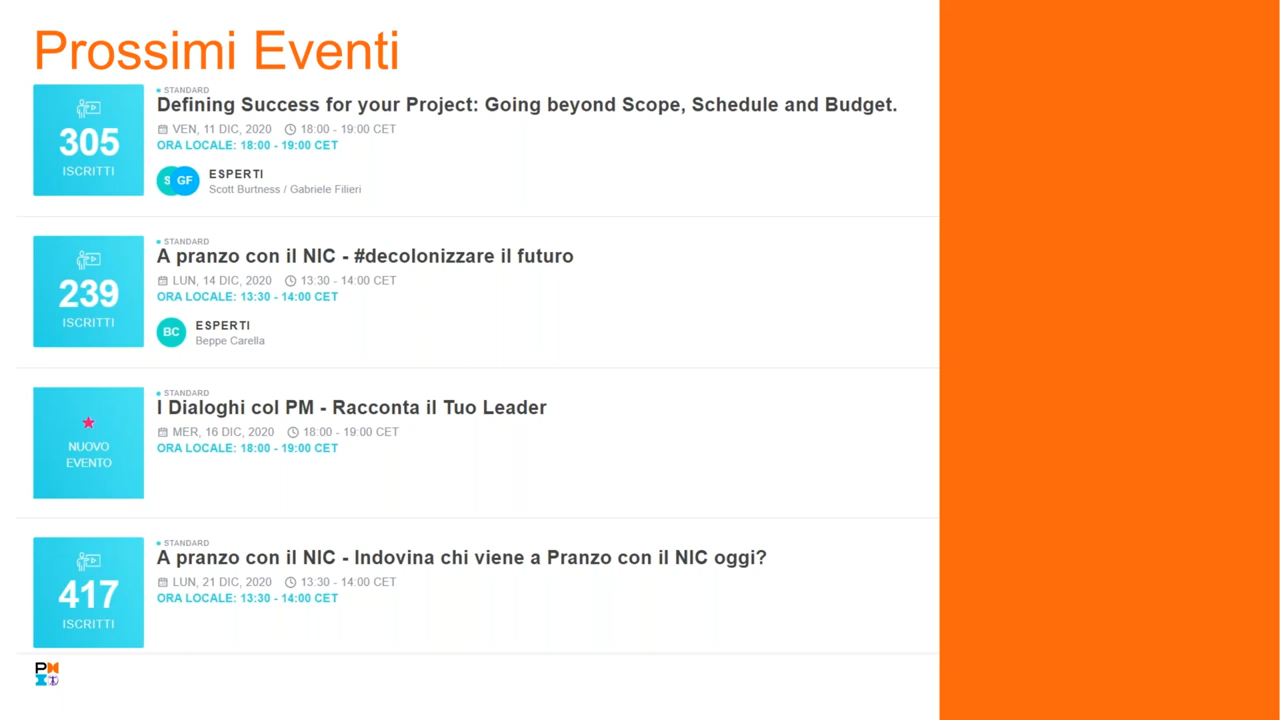 Prossimi Eventi
305
ISCRITTI
STANDARD
Defining Success for your Project: Going beyond Scope, Schedule and Budget.
VEN, 11 DIC, 2020 18:00 - 19:00 CET
ORA LOCALE: 18:00 - 19:00 CET
S GF
ESPERTI
Scott Burtness / Gabriele Filieri
239
ISCRITTI
STANDARD
A pranzo con il NIC - #decolonizzare il futuro
LUN, 14 DIC, 2020 13:30 - 14:00 CET
ORA LOCALE: 13:30 - 14:00 CET
BC
ESPERTI
Beppe Carella
NUOVO
EVENTO
STANDARD
I Dialoghi col PM - Racconta il Tuo Leader
MER, 16 DIC, 2020 18:00 - 19:00 CET
ORA LOCALE: 18:00 - 19:00 CET
417
ISCRITTI
STANDARD
A pranzo con il NIC - Indovina chi viene a Pranzo con il NIC oggi?
LUN, 21 DIC, 2020 13:30 - 14:00 CET
ORA LOCALE: 13:30 - 14:00 CET